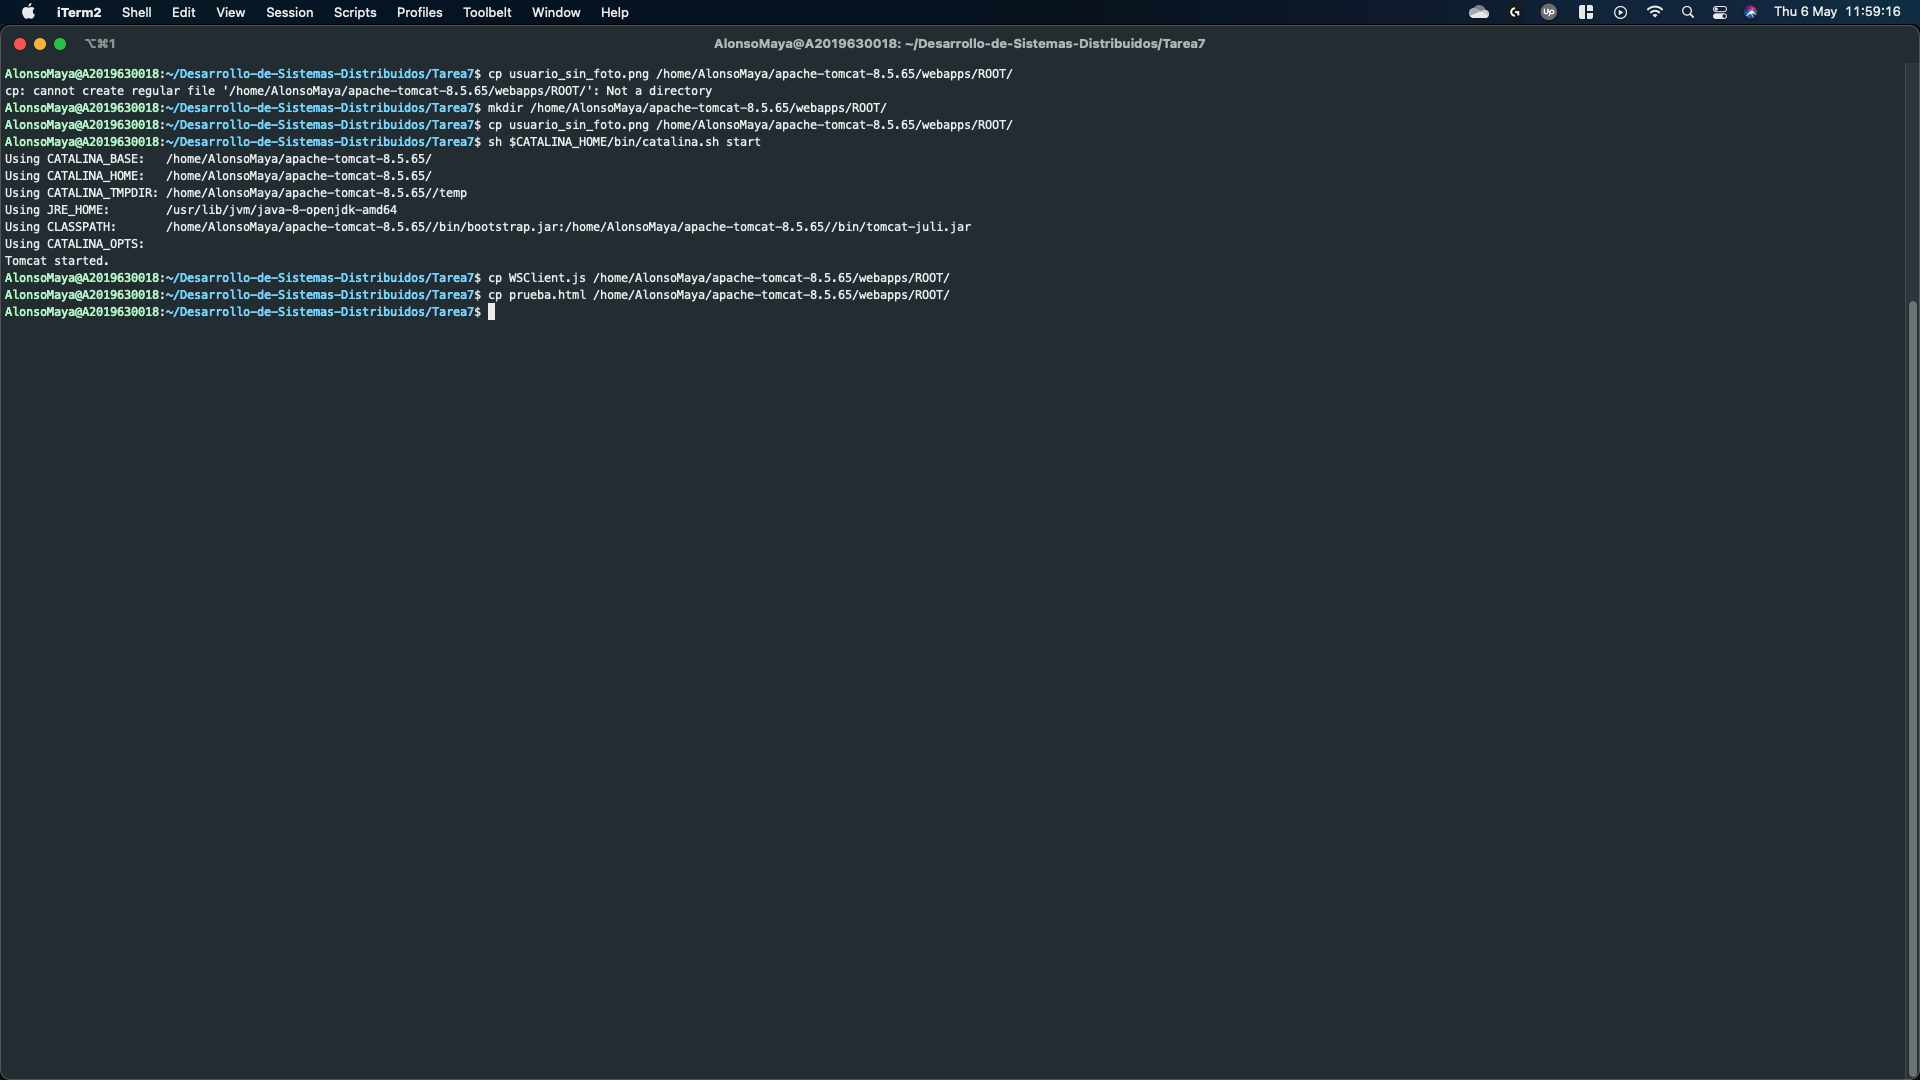 iTerm2 Shell Edit View Session Scripts Profiles Toolbelt Window Help Up Thu 6 May 11:59:16
⌥⌘1 AlonsoMaya@A2019630018: ~/Desarrollo-de-Sistemas-Distribuidos/Tarea7
AlonsoMaya@A2019630018:~/Desarrollo-de-Sistemas-Distribuidos/Tarea7$ cp usuario_sin_foto.png /home/AlonsoMaya/apache-tomcat-8.5.65/webapps/ROOT/
cp: cannot create regular file '/home/AlonsoMaya/apache-tomcat-8.5.65/webapps/ROOT/': Not a directory
AlonsoMaya@A2019630018:~/Desarrollo-de-Sistemas-Distribuidos/Tarea7$ mkdir /home/AlonsoMaya/apache-tomcat-8.5.65/webapps/ROOT/
AlonsoMaya@A2019630018:~/Desarrollo-de-Sistemas-Distribuidos/Tarea7$ cp usuario_sin_foto.png /home/AlonsoMaya/apache-tomcat-8.5.65/webapps/ROOT/
AlonsoMaya@A2019630018:~/Desarrollo-de-Sistemas-Distribuidos/Tarea7$ sh $CATALINA_HOME/bin/catalina.sh start
Using CATALINA_BASE:   /home/AlonsoMaya/apache-tomcat-8.5.65/
Using CATALINA_HOME:   /home/AlonsoMaya/apache-tomcat-8.5.65/
Using CATALINA_TMPDIR: /home/AlonsoMaya/apache-tomcat-8.5.65//temp
Using JRE_HOME:        /usr/lib/jvm/java-8-openjdk-amd64
Using CLASSPATH:       /home/AlonsoMaya/apache-tomcat-8.5.65//bin/bootstrap.jar:/home/AlonsoMaya/apache-tomcat-8.5.65//bin/tomcat-juli.jar
Using CATALINA_OPTS:
Tomcat started.
AlonsoMaya@A2019630018:~/Desarrollo-de-Sistemas-Distribuidos/Tarea7$ cp WSClient.js /home/AlonsoMaya/apache-tomcat-8.5.65/webapps/ROOT/
AlonsoMaya@A2019630018:~/Desarrollo-de-Sistemas-Distribuidos/Tarea7$ cp prueba.html /home/AlonsoMaya/apache-tomcat-8.5.65/webapps/ROOT/
AlonsoMaya@A2019630018:~/Desarrollo-de-Sistemas-Distribuidos/Tarea7$